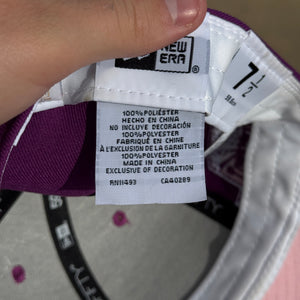 NEW
ERA
7 1/2
100%POLIÉSTER
HECHO EN CHINA
NO INCLUYE DECORACIÓN
100%POLYESTER
FABRIQUÉ EN CHINE
À L'EXCLUSION DE LA GARNITURE
100%POLYESTER
MADE IN CHINA
EXCLUSIVE OF DECORATION
RN11493 CA40289